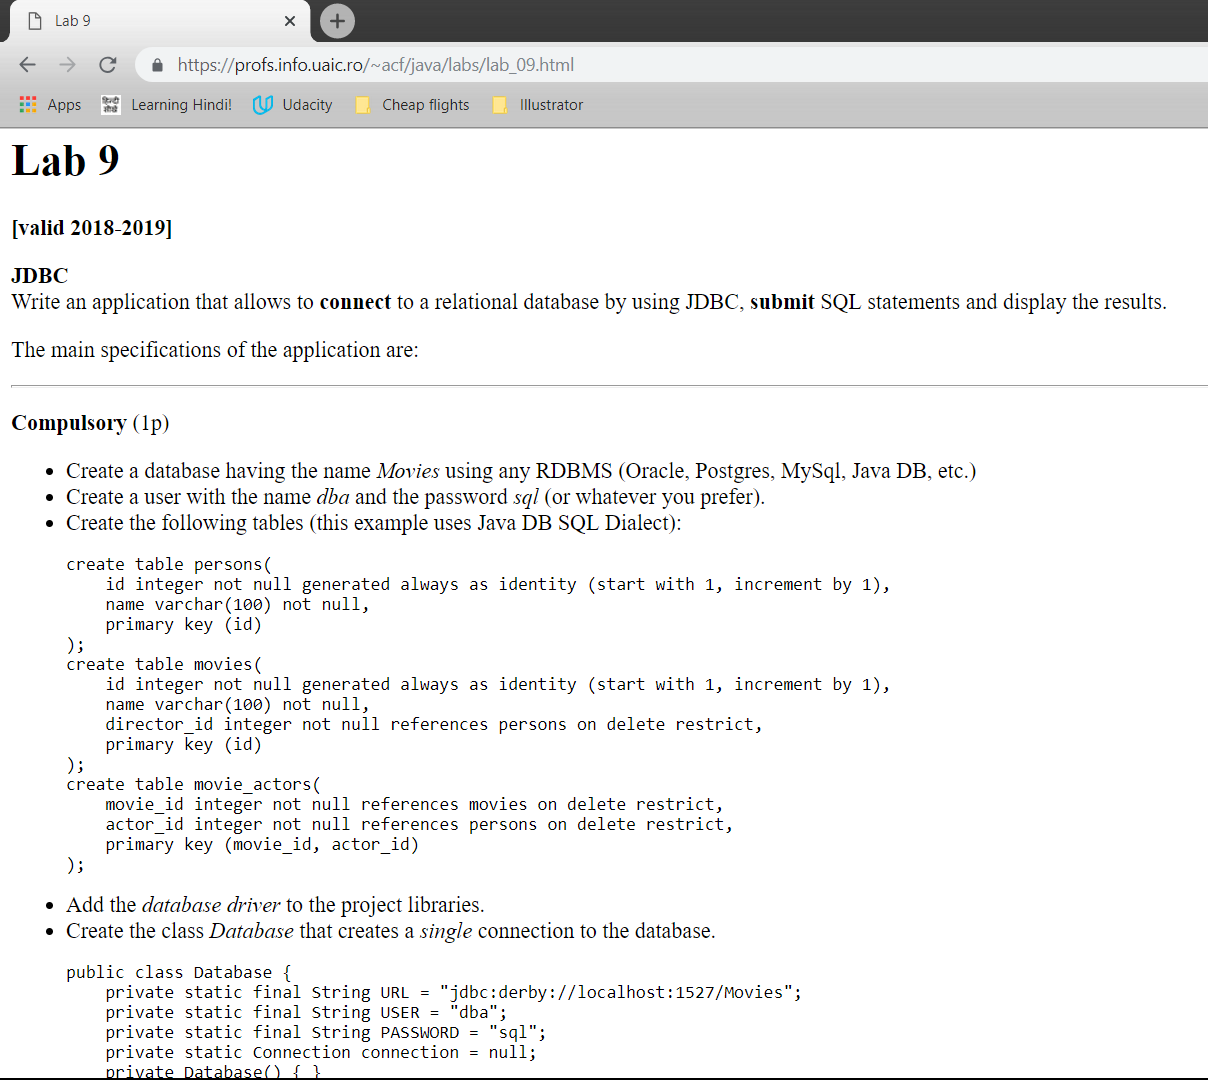 Lab 9
https://profs.info.uaic.ro/~acf/java/labs/lab_09.html
Apps Learning Hindi! Udacity Cheap flights Illustrator
Lab 9
[valid 2018-2019]
JDBC
Write an application that allows to connect to a relational database by using JDBC, submit SQL statements and display the results.
The main specifications of the application are:
Compulsory (1p)
• Create a database having the name Movies using any RDBMS (Oracle, Postgres, MySql, Java DB, etc.)
• Create a user with the name dba and the password sql (or whatever you prefer).
• Create the following tables (this example uses Java DB SQL Dialect):
create table persons(
    id integer not null generated always as identity (start with 1, increment by 1),
    name varchar(100) not null,
    primary key (id)
);
create table movies(
    id integer not null generated always as identity (start with 1, increment by 1),
    name varchar(100) not null,
    director_id integer not null references persons on delete restrict,
    primary key (id)
);
create table movie_actors(
    movie_id integer not null references movies on delete restrict,
    actor_id integer not null references persons on delete restrict,
    primary key (movie_id, actor_id)
);
• Add the database driver to the project libraries.
• Create the class Database that creates a single connection to the database.
public class Database {
    private static final String URL = "jdbc:derby://localhost:1527/Movies";
    private static final String USER = "dba";
    private static final String PASSWORD = "sql";
    private static Connection connection = null;
    private Database() { }